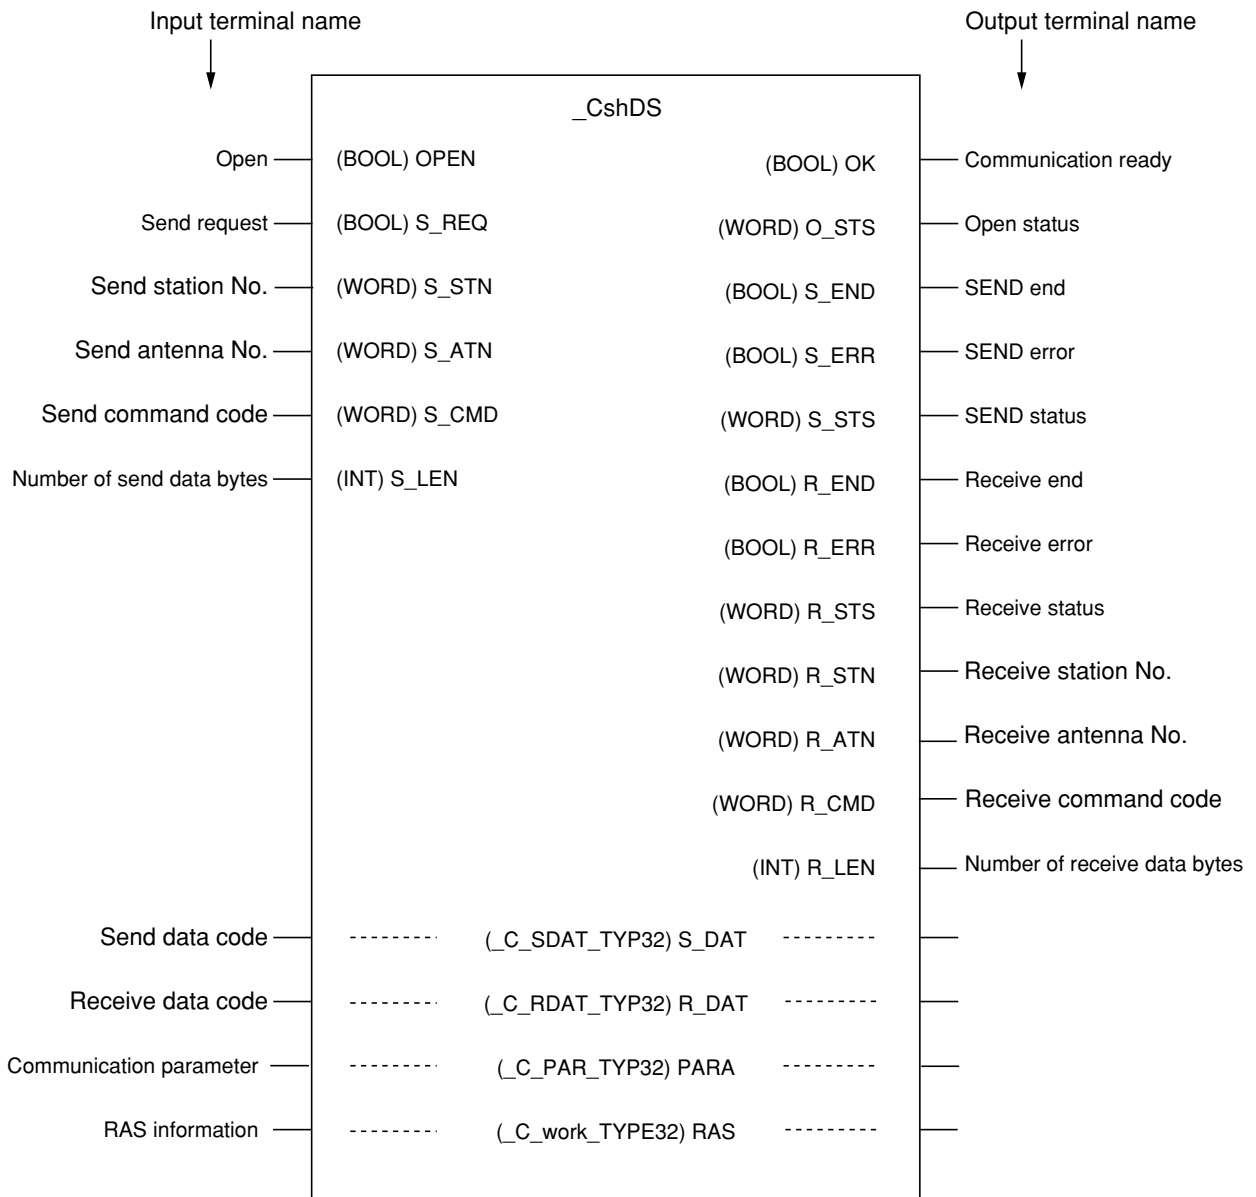 Input terminal name
Output terminal name
_CshDS
Open (BOOL) OPEN (BOOL) OK Communication ready
Send request (BOOL) S_REQ (WORD) O_STS Open status
Send station No. (WORD) S_STN (BOOL) S_END SEND end
Send antenna No. (WORD) S_ATN (BOOL) S_ERR SEND error
Send command code (WORD) S_CMD (WORD) S_STS SEND status
Number of send data bytes (INT) S_LEN (BOOL) R_END Receive end
(BOOL) R_ERR Receive error
(WORD) R_STS Receive status
(WORD) R_STN Receive station No.
(WORD) R_ATN Receive antenna No.
(WORD) R_CMD Receive command code
(INT) R_LEN Number of receive data bytes
Send data code (_C_SDAT_TYP32) S_DAT
Receive data code (_C_RDAT_TYP32) R_DAT
Communication parameter (_C_PAR_TYP32) PARA
RAS information (_C_work_TYPE32) RAS